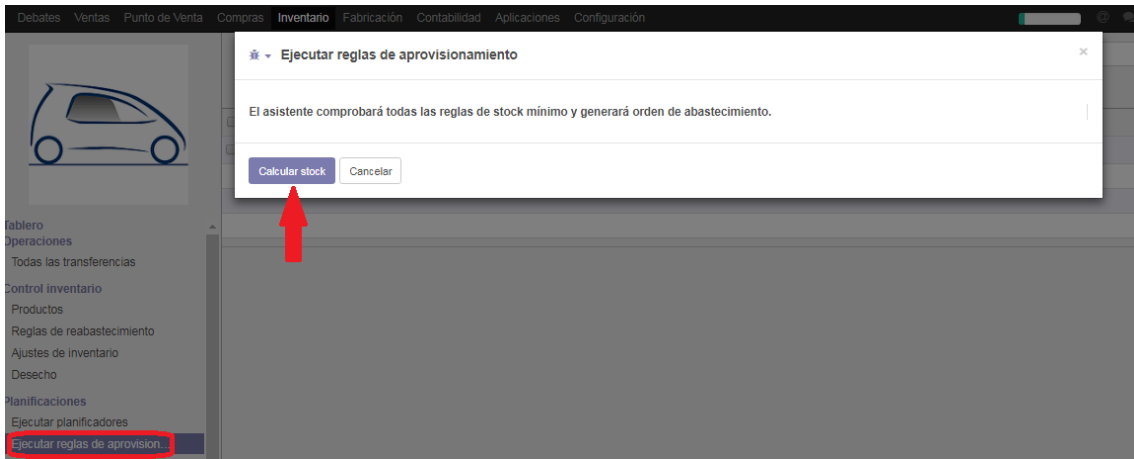 Debates Ventas Punto de Venta Compras Inventario Fabricación Contabilidad Aplicaciones Configuración
Ejecutar reglas de aprovisionamiento
El asistente comprobará todas las reglas de stock mínimo y generará orden de abastecimiento.
Calcular stock Cancelar
Tablero
Operaciones
Todas las transferencias
Control inventario
Productos
Reglas de reabastecimiento
Ajustes de inventario
Desecho
Planificaciones
Ejecutar planificadores
Ejecutar reglas de aprovision...